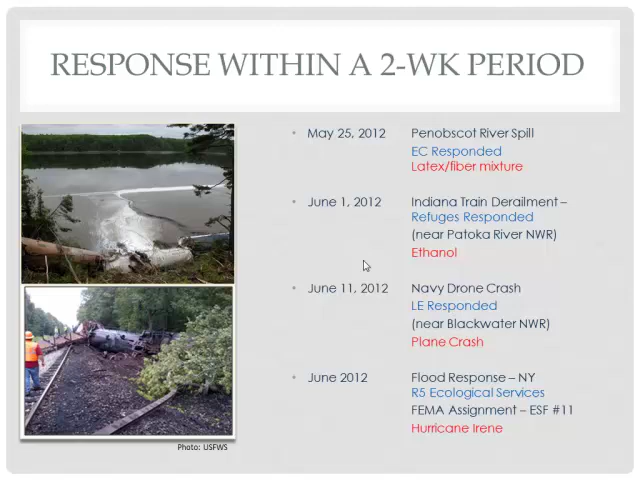 RESPONSE WITHIN A 2-WK PERIOD
• May 25, 2012 Penobscot River Spill
EC Responded
Latex/fiber mixture
• June 1, 2012 Indiana Train Derailment –
Refuges Responded
(near Patoka River NWR)
Ethanol
• June 11, 2012 Navy Drone Crash
LE Responded
(near Blackwater NWR)
Plane Crash
• June 2012 Flood Response – NY
R5 Ecological Services
FEMA Assignment – ESF #11
Hurricane Irene
Photo: USFWS